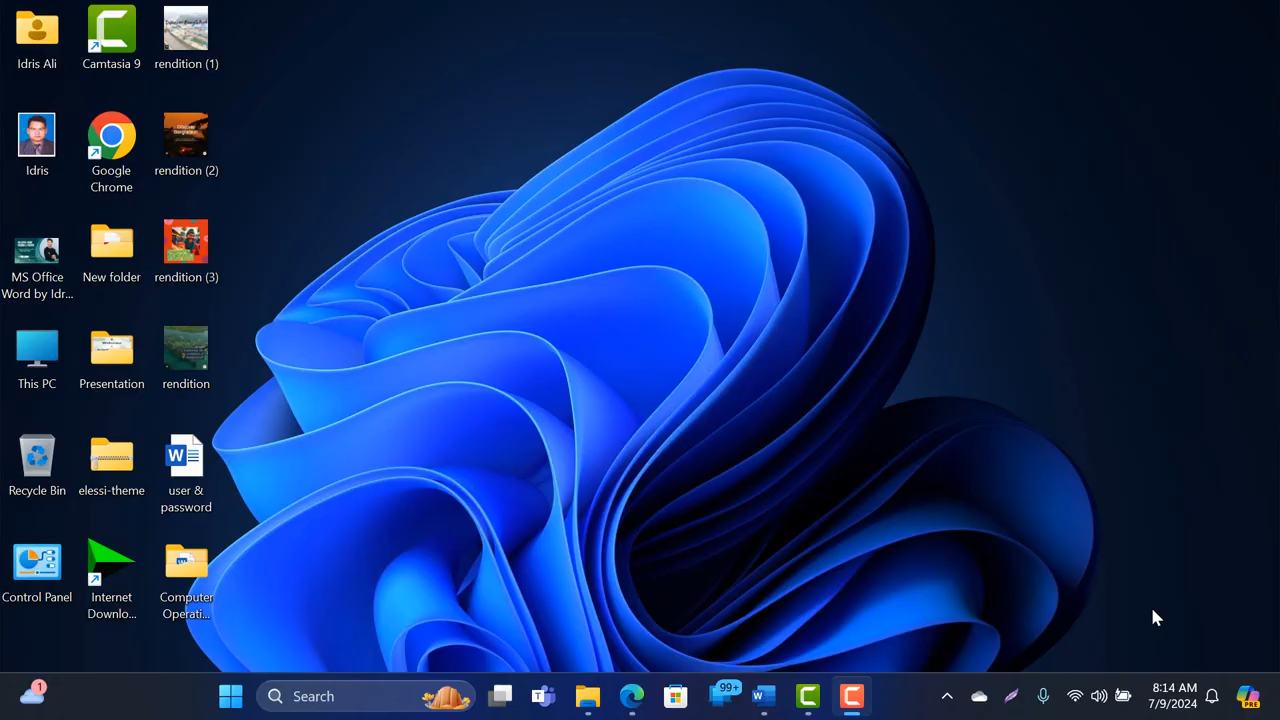 Idris Ali
Camtasia 9
rendition (1)
Idris
Google
Chrome
rendition (2)
MS Office
Word by Idr...
New folder
rendition (3)
This PC
Presentation
rendition
Recycle Bin
elessi-theme
user &
password
Control Panel
Internet
Downlo...
Computer
Operati...
1
Search
99+
8:14 AM
7/9/2024
PRE